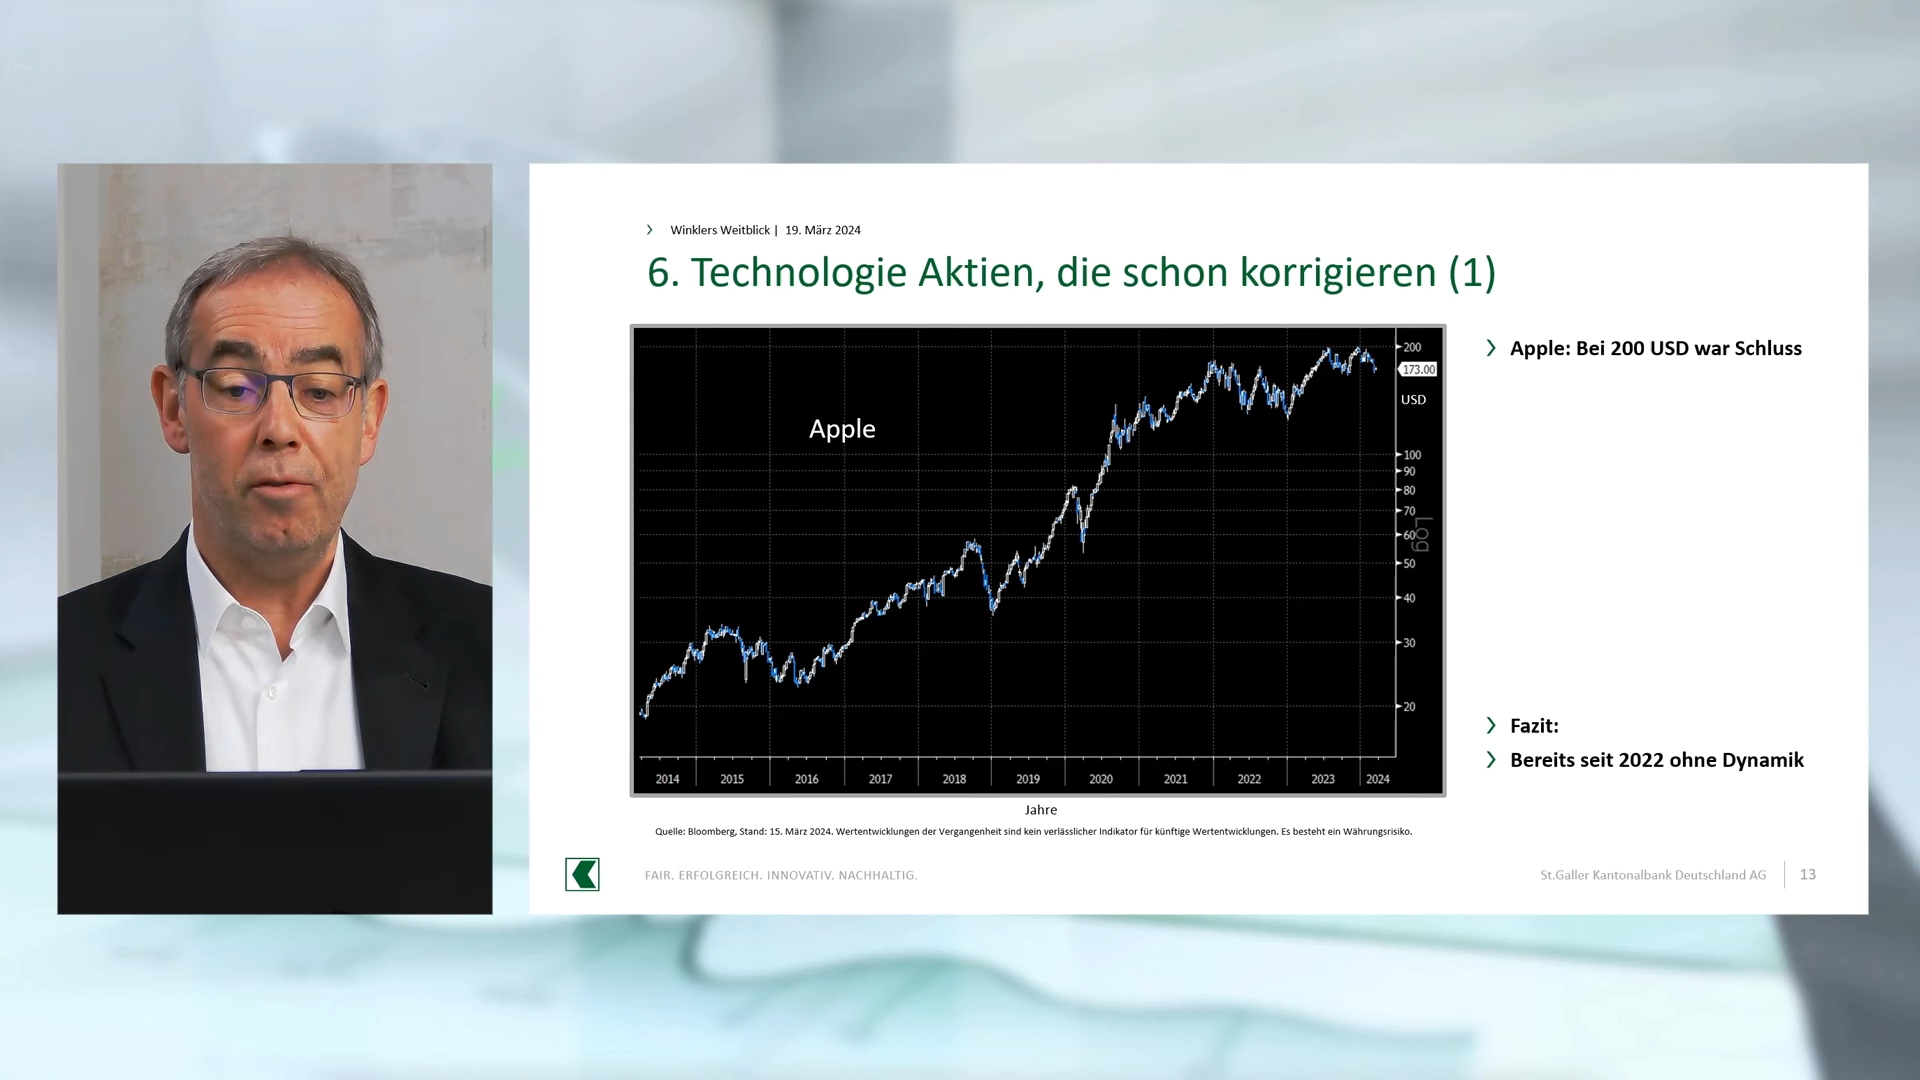 Winklers Weitblick | 19. März 2024
6. Technologie Aktien, die schon korrigieren (1)
Apple: Bei 200 USD war Schluss
Apple
200
173.00
USD
100
90
80
70
60
50
40
30
20
Log
2014 2015 2016 2017 2018 2019 2020 2021 2022 2023 2024
Jahre
Fazit:
Bereits seit 2022 ohne Dynamik
Quelle: Bloomberg, Stand: 15. März 2024. Wertentwicklungen der Vergangenheit sind kein verlässlicher Indikator für künftige Wertentwicklungen. Es besteht ein Währungsrisiko.
FAIR. ERFOLGREICH. INNOVATIV. NACHHALTIG.
St.Galler Kantonalbank Deutschland AG 13